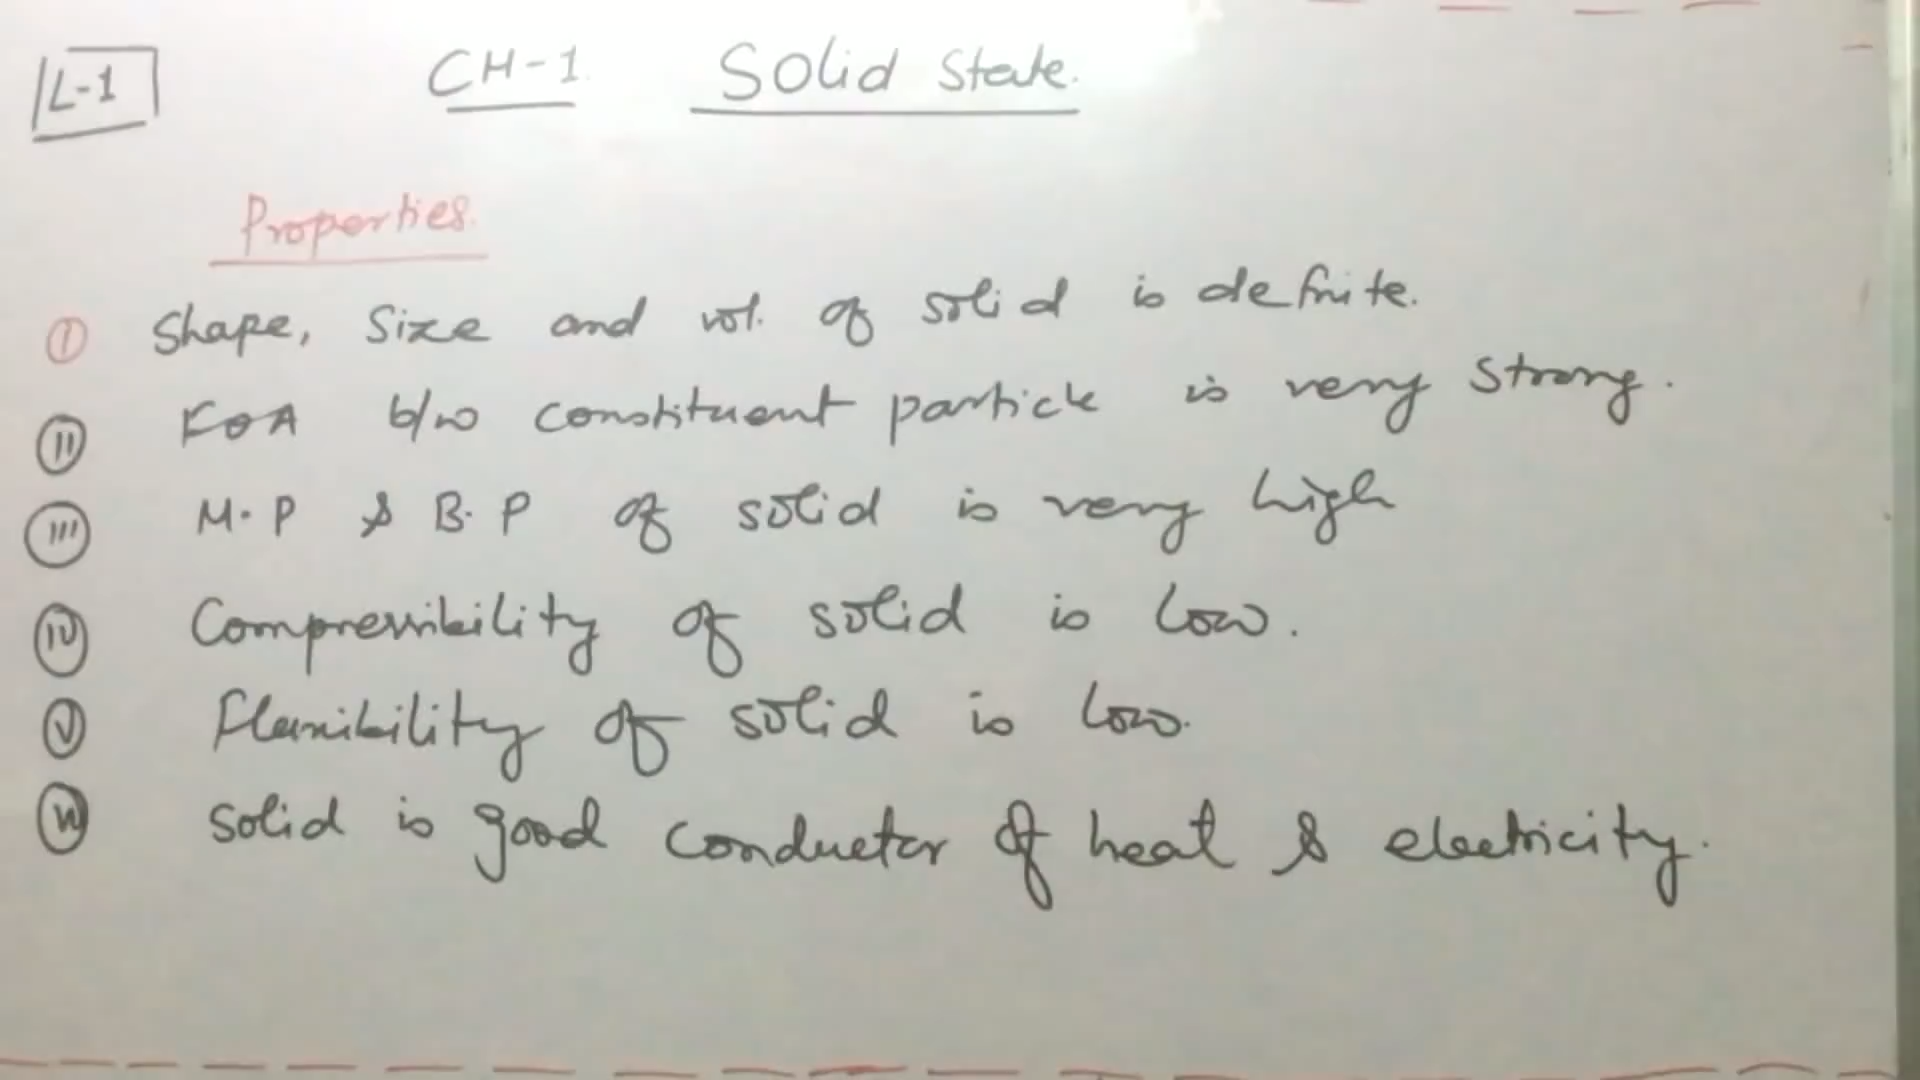 L-1
CH-1. Solid State.
Properties.
I Shape, Size and vol. of solid is definite.
II FOA b/w constituent particle is very strong.
III M.P & B.P of solid is very high
IV Compressibility of solid is low.
V Flexibility of solid is low.
VI solid is good conductor of heat & electricity.